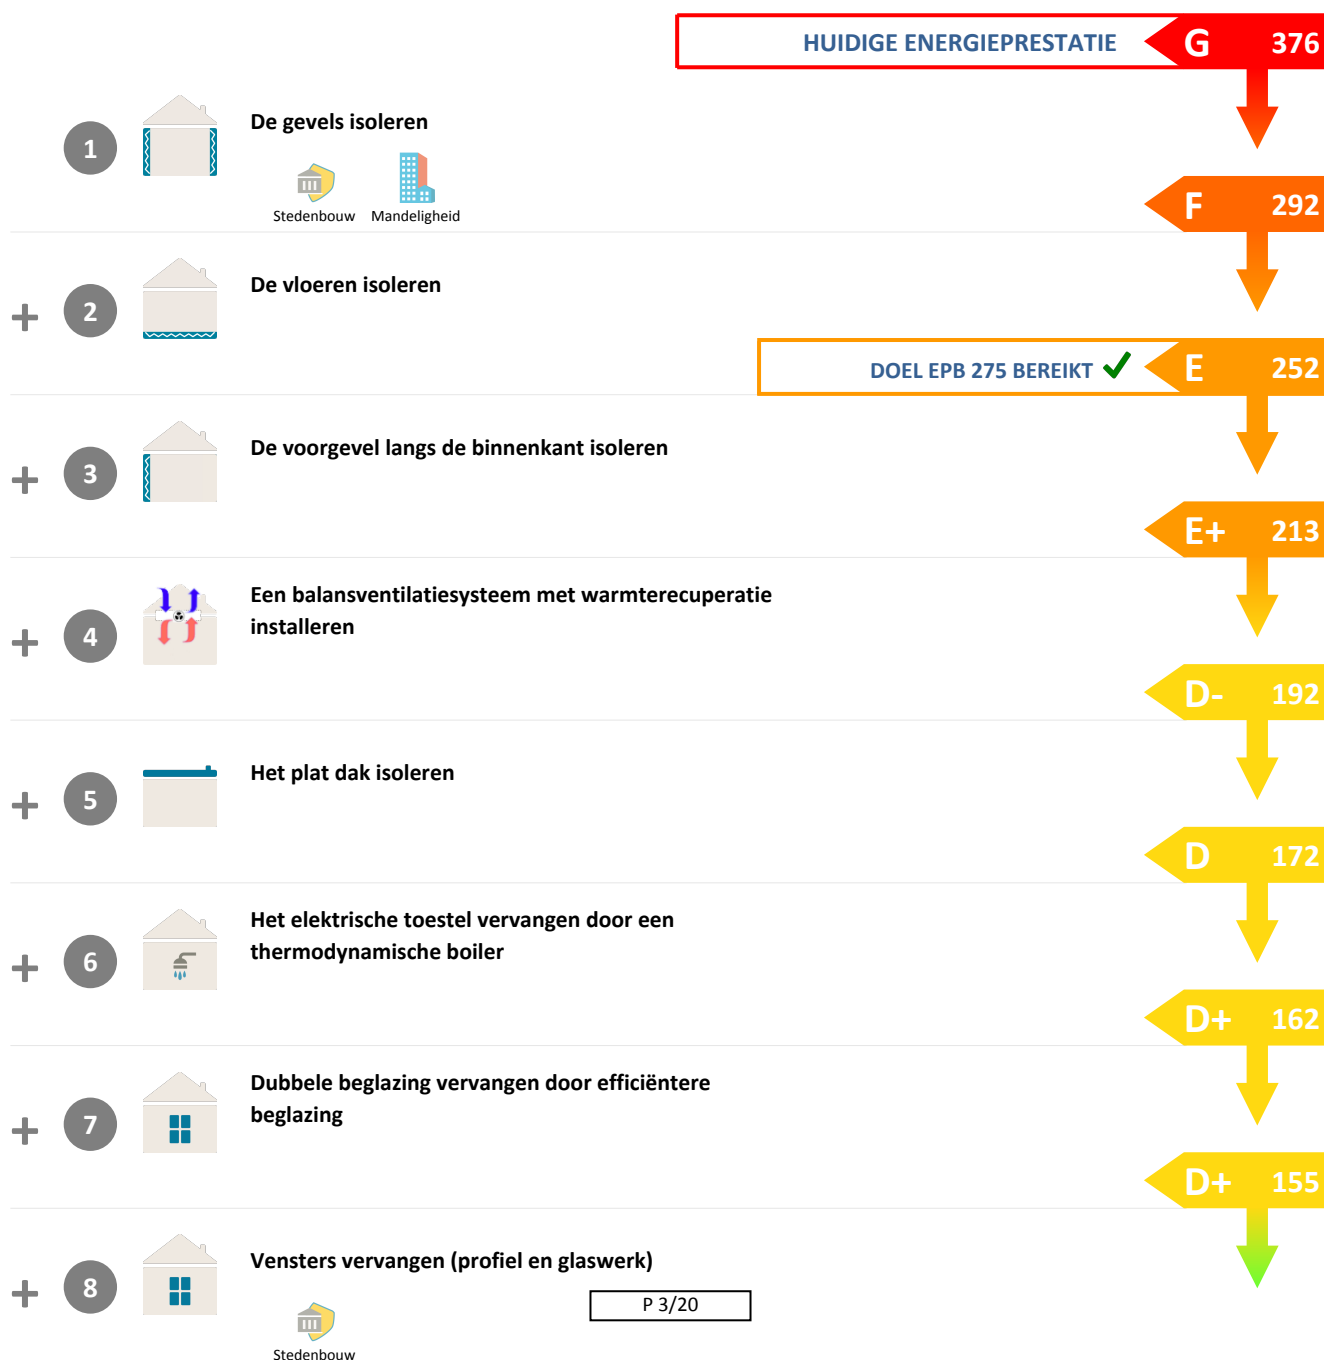 HUIDIGE ENERGIEPRESTATIE G 376
1 De gevels isoleren
Stedenbouw Mandeligheid
F 292
+ 2 De vloeren isoleren
DOEL EPB 275 BEREIKT E 252
+ 3 De voorgevel langs de binnenkant isoleren
E+ 213
+ 4 Een balansventilatiesysteem met warmterecuperatie
installeren
D- 192
+ 5 Het plat dak isoleren
D 172
+ 6 Het elektrische toestel vervangen door een
thermodynamische boiler
D+ 162
+ 7 Dubbele beglazing vervangen door efficiëntere
beglazing
D+ 155
+ 8 Vensters vervangen (profiel en glaswerk)
P 3/20
Stedenbouw